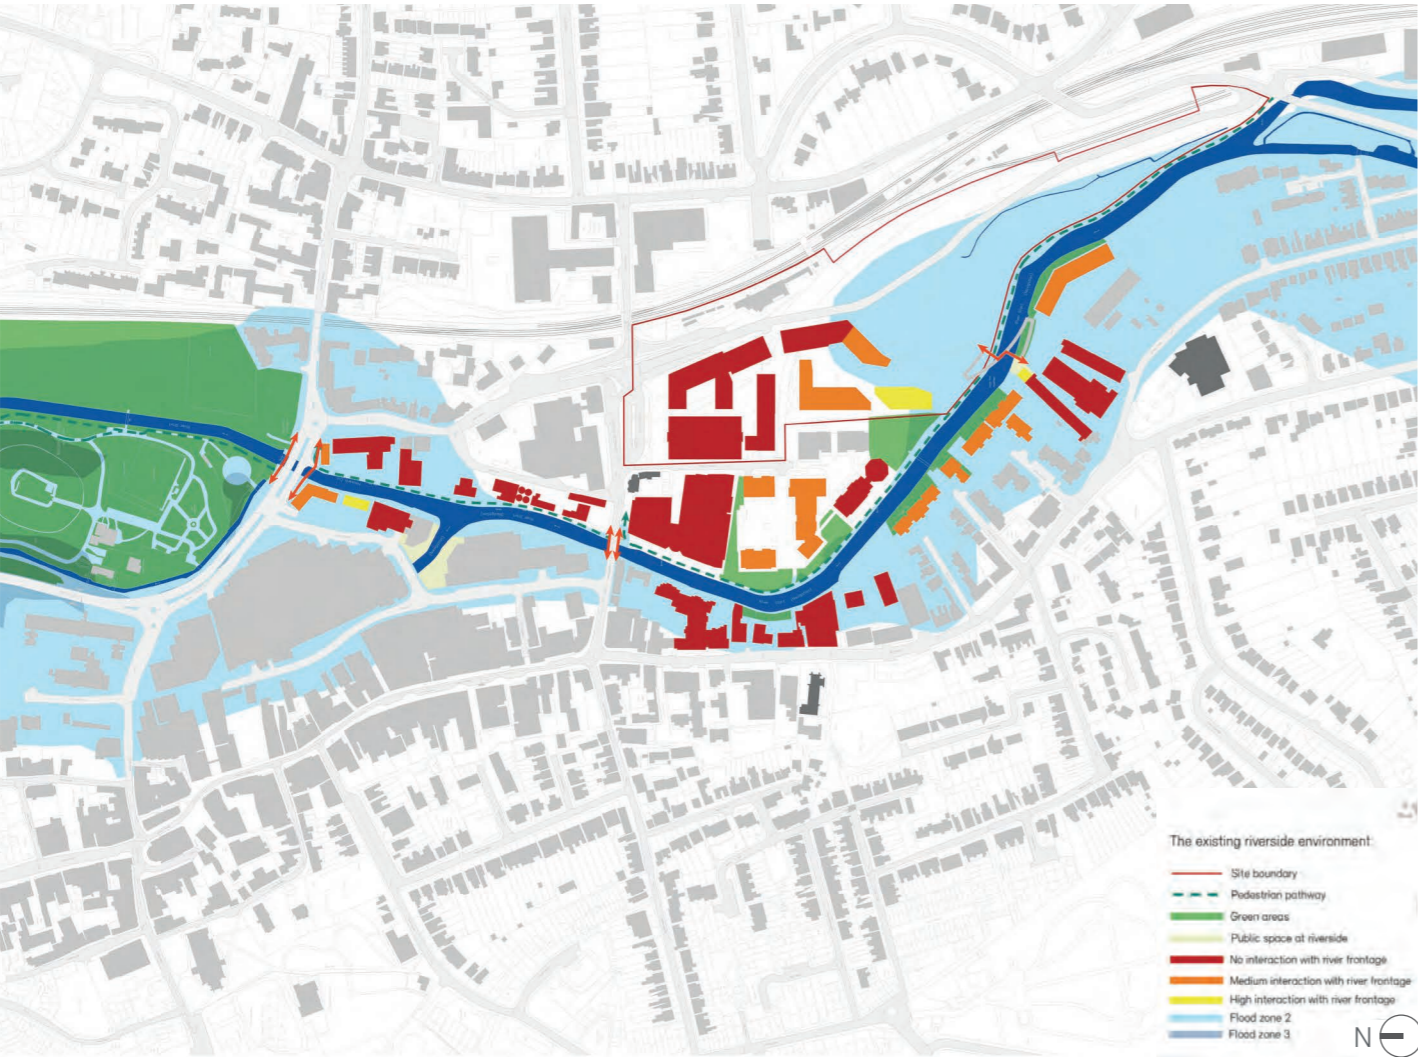 The existing riverside environment
Site boundary
Pedestrian pathway
Green areas
Public space at riverside
No interaction with river frontage
Medium interaction with river frontage
High interaction with river frontage
Flood zone 2
Flood zone 3
N